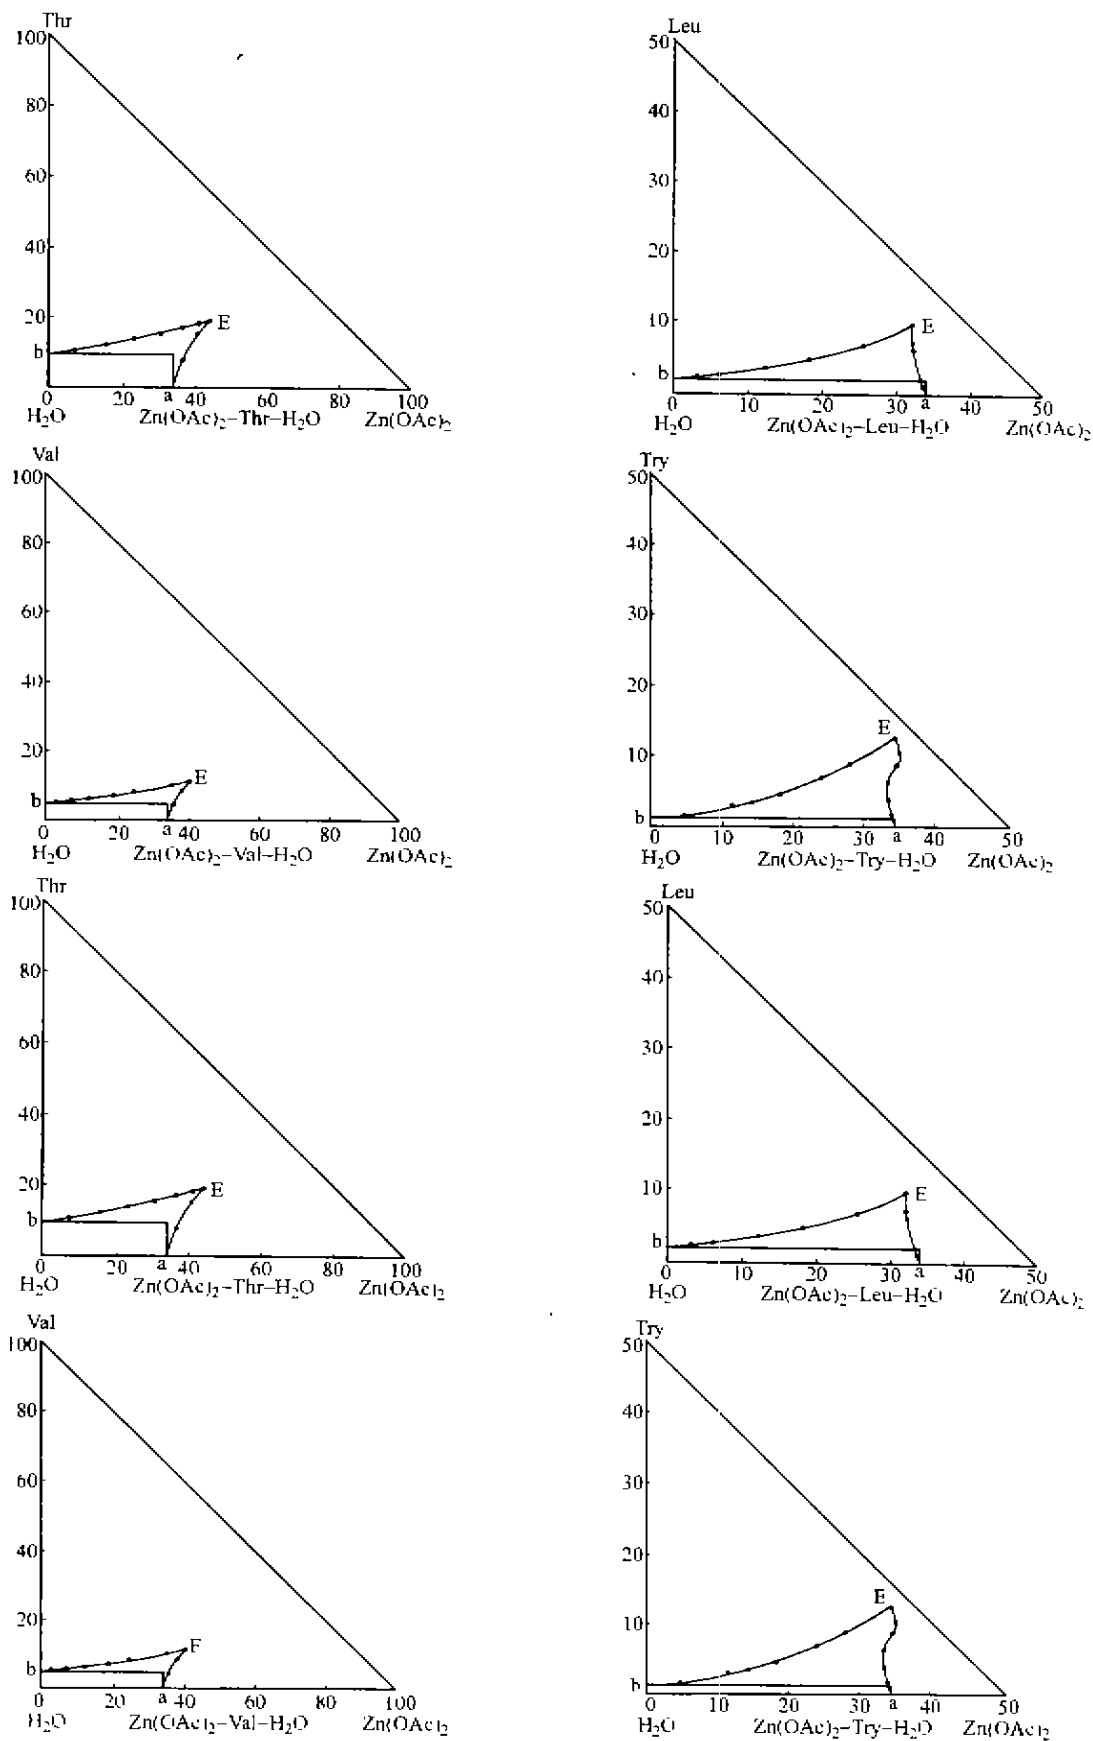 Thr
100
80
60
40
20
b
E
0 20 a 40 60 80 100
H₂O Zn(OAc)₂–Thr–H₂O Zn(OAc)₂
Leu
50
40
30
20
10
b
E
0 10 20 30 a 40 50
H₂O Zn(OAc)₂–Leu–H₂O Zn(OAc)₂
Val
100
80
60
40
20
b
E
0 20 a 40 60 80 100
H₂O Zn(OAc)₂–Val–H₂O Zn(OAc)₂
Try
50
40
30
20
10
b
E
0 10 20 30 a 40 50
H₂O Zn(OAc)₂–Try–H₂O Zn(OAc)₂
Thr
100
80
60
40
20
b
E
0 20 a 40 60 80 100
H₂O Zn(OAc)₂–Thr–H₂O Zn(OAc)₂
Leu
50
40
30
20
10
b
E
0 10 20 30 a 40 50
H₂O Zn(OAc)₂–Leu–H₂O Zn(OAc)₂
Val
100
80
60
40
20
b
F
0 20 a 40 60 80 100
H₂O Zn(OAc)₂–Val–H₂O Zn(OAc)₂
Try
50
40
30
20
10
b
E
0 10 20 30 a 40 50
H₂O Zn(OAc)₂–Try–H₂O Zn(OAc)₂